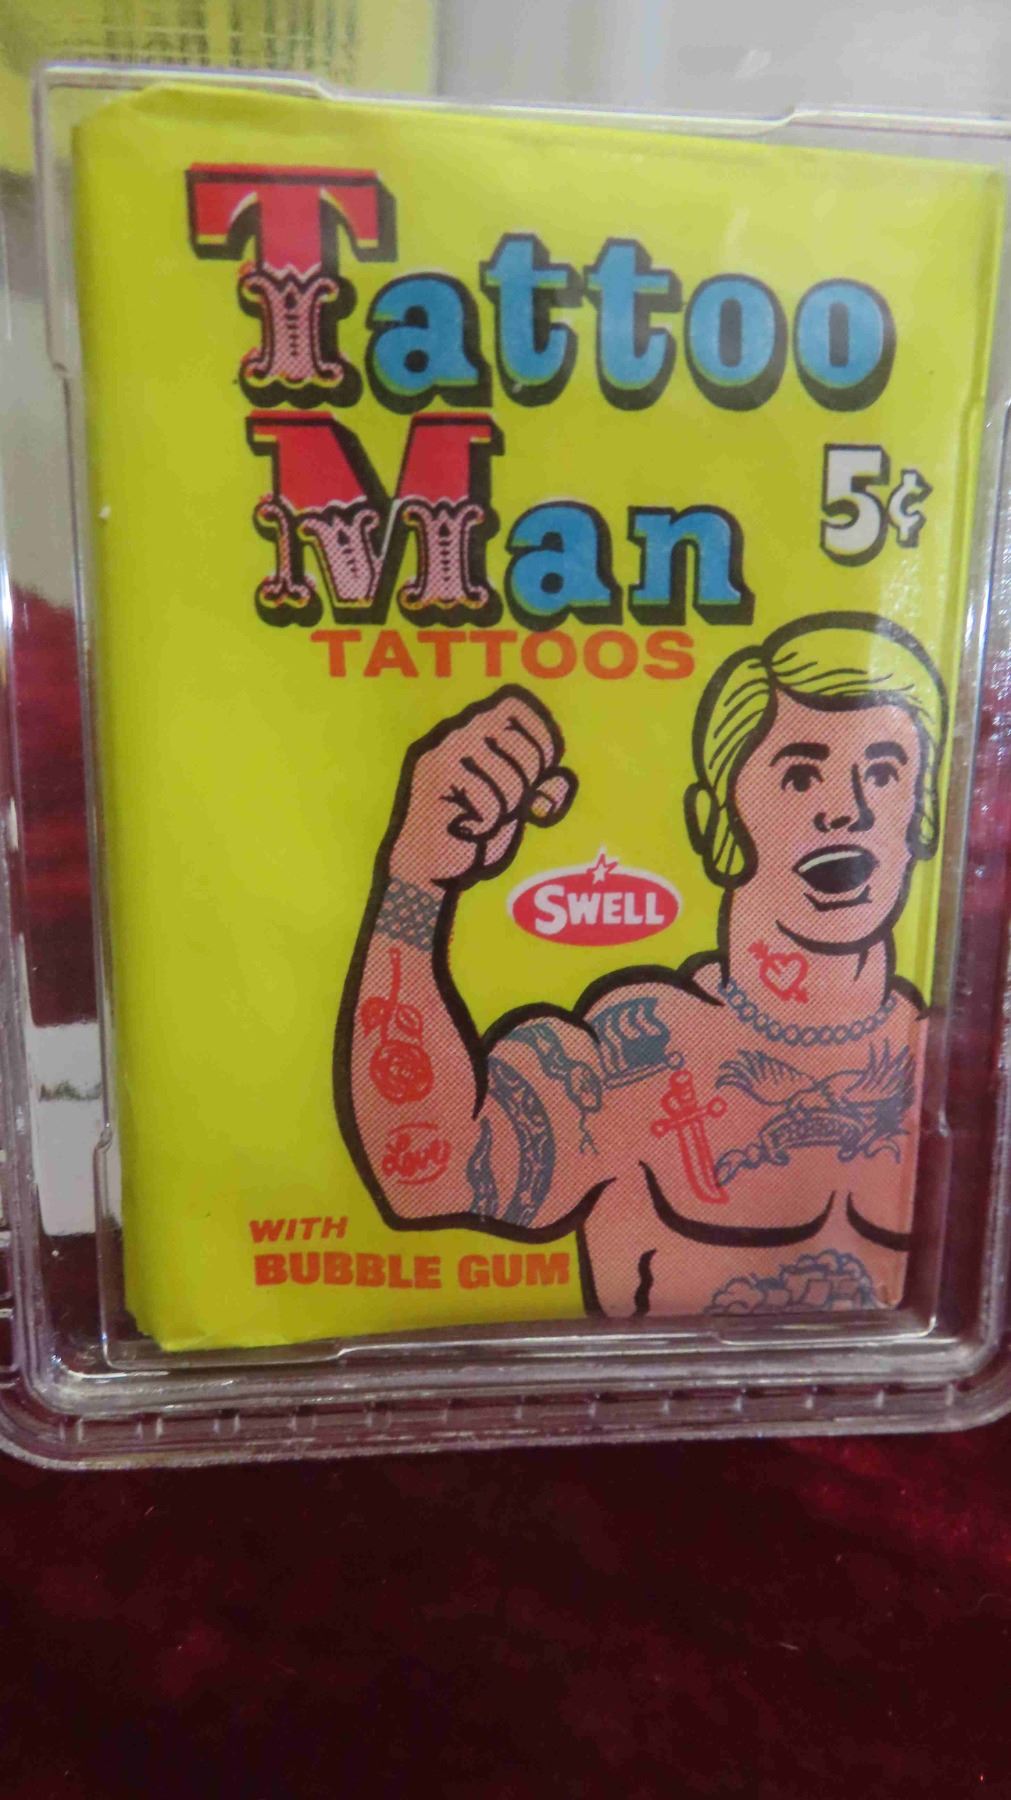 Tattoo
Man
5¢
TATTOOS
SWELL
Love
WITH
BUBBLE GUM